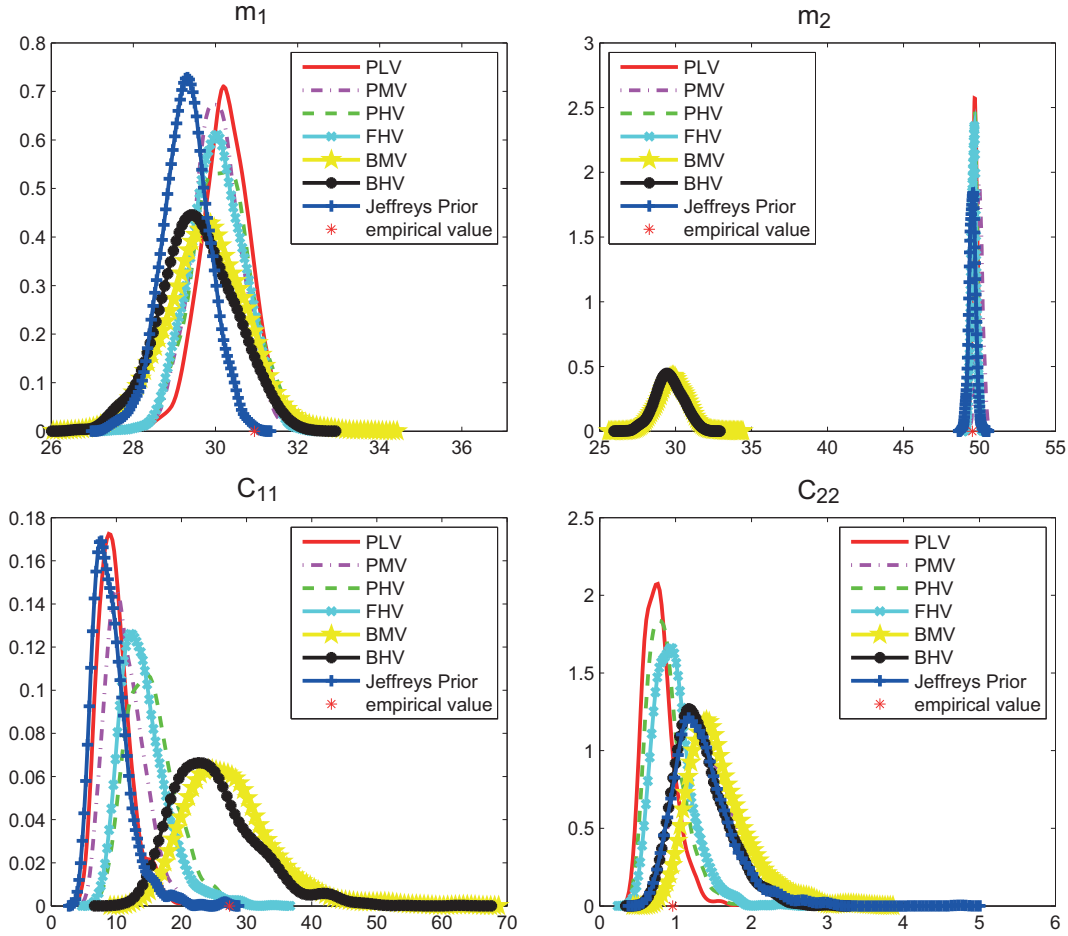 m1
0.8
0.7
0.6
0.5
0.4
0.3
0.2
0.1
0
26 28 30 32 34 36
PLV
PMV
PHV
FHV
BMV
BHV
Jeffreys Prior
empirical value
m2
3
2.5
2
1.5
1
0.5
0
25 30 35 40 45 50 55
PLV
PMV
PHV
FHV
BMV
BHV
Jeffreys Prior
empirical value
C11
0.18
0.16
0.14
0.12
0.1
0.08
0.06
0.04
0.02
0
0 10 20 30 40 50 60 70
PLV
PMV
PHV
FHV
BMV
BHV
Jeffreys Prior
empirical value
C22
2.5
2
1.5
1
0.5
0
0 1 2 3 4 5 6
PLV
PHV
FHV
BMV
BHV
Jeffreys Prior
empirical value